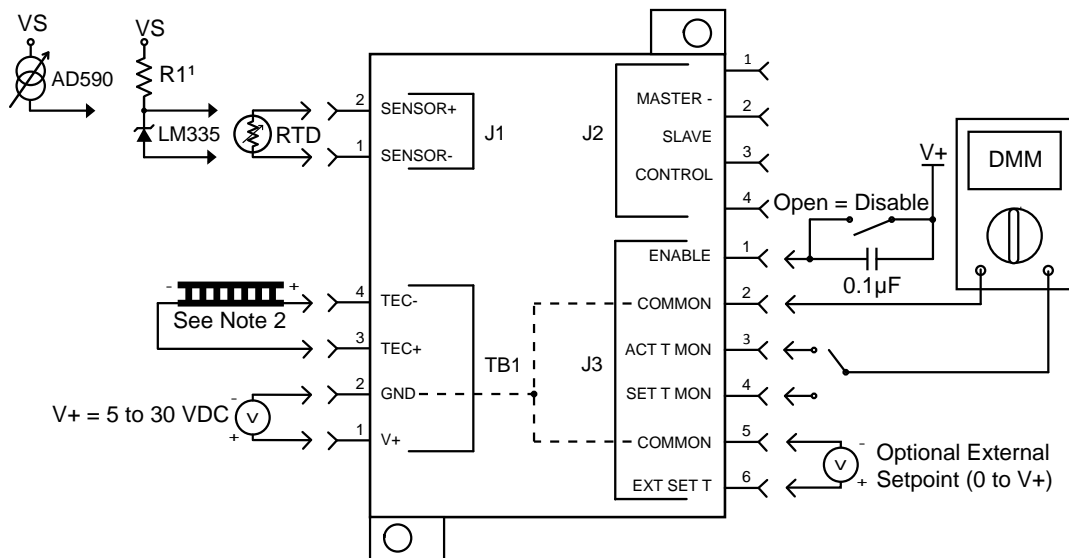 VS
AD590
VS
R1¹
LM335
RTD
2
SENSOR+
1
SENSOR-
J1
J2
1
MASTER -
2
SLAVE
3
CONTROL
4
V+
DMM
Open = Disable
0.1µF
ENABLE
1
COMMON
2
ACT T MON
3
SET T MON
4
COMMON
5
EXT SET T
6
J3
- +
See Note 2
4
TEC-
3
TEC+
2
GND
1
V+
TB1
V+ = 5 to 30 VDC
-
V
+
-
V
+
Optional External
Setpoint (0 to V+)